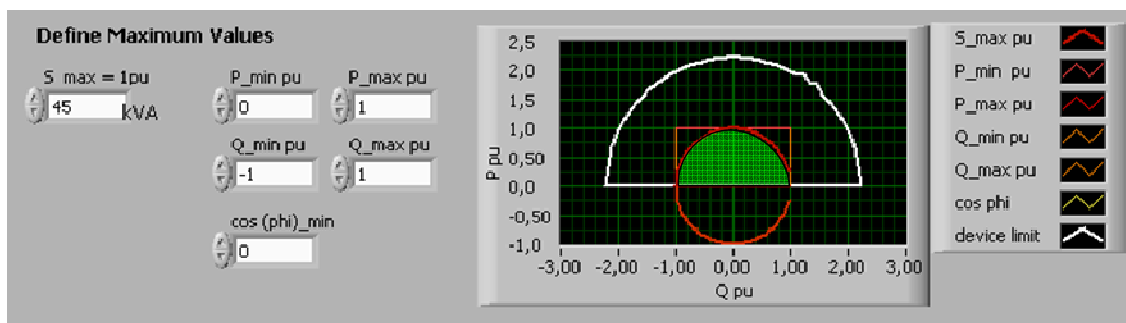 Define Maximum Values
S max = 1pu
45
kVA
P_min pu
0
P_max pu
1
Q_min pu
-1
Q_max pu
1
cos (phi)_min
0
P pu
2,5
2,0
1,5
1,0
0,50
0,0
-0,50
-1,0
-3,00 -2,00 -1,00 0,00 1,00 2,00 3,00
Q pu
S_max pu
P_min pu
P_max pu
Q_min pu
Q_max pu
cos phi
device limit